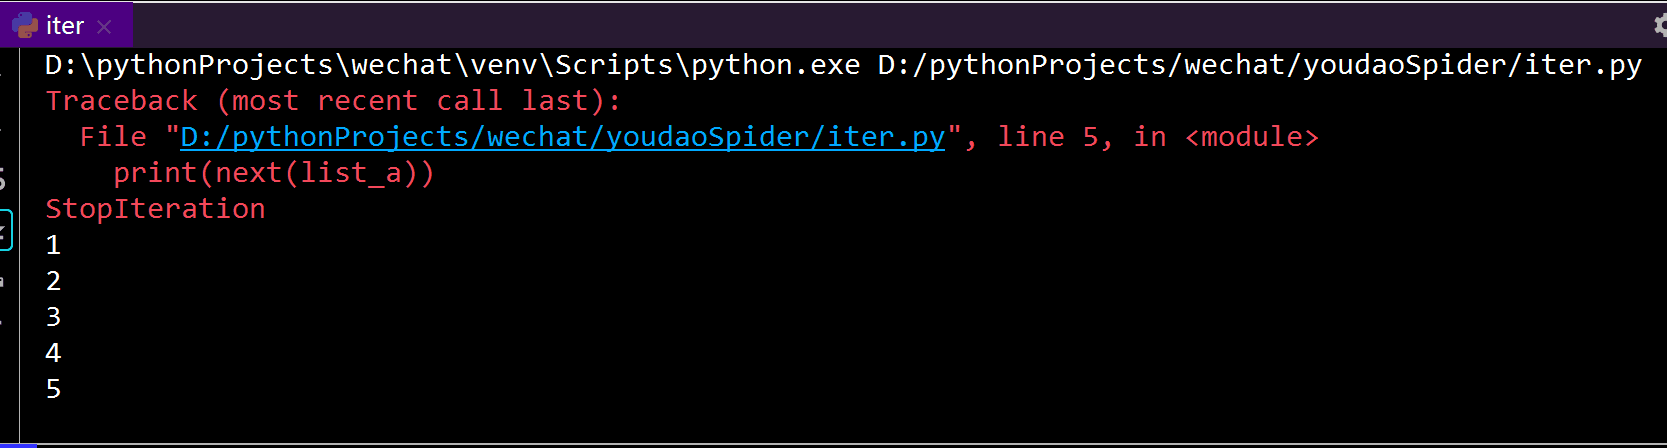 iter
D:\pythonProjects\wechat\venv\Scripts\python.exe D:/pythonProjects/wechat/youdaoSpider/iter.py
Traceback (most recent call last):
  File "D:/pythonProjects/wechat/youdaoSpider/iter.py", line 5, in <module>
    print(next(list_a))
StopIteration
1
2
3
4
5